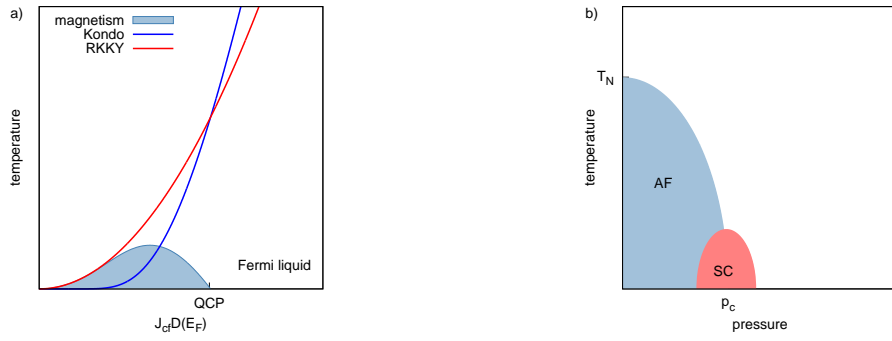 a)
magnetism
Kondo
RKKY
temperature
Fermi liquid
QCP
J_cf D(E_F)
b)
T_N
temperature
AF
SC
p_c
pressure